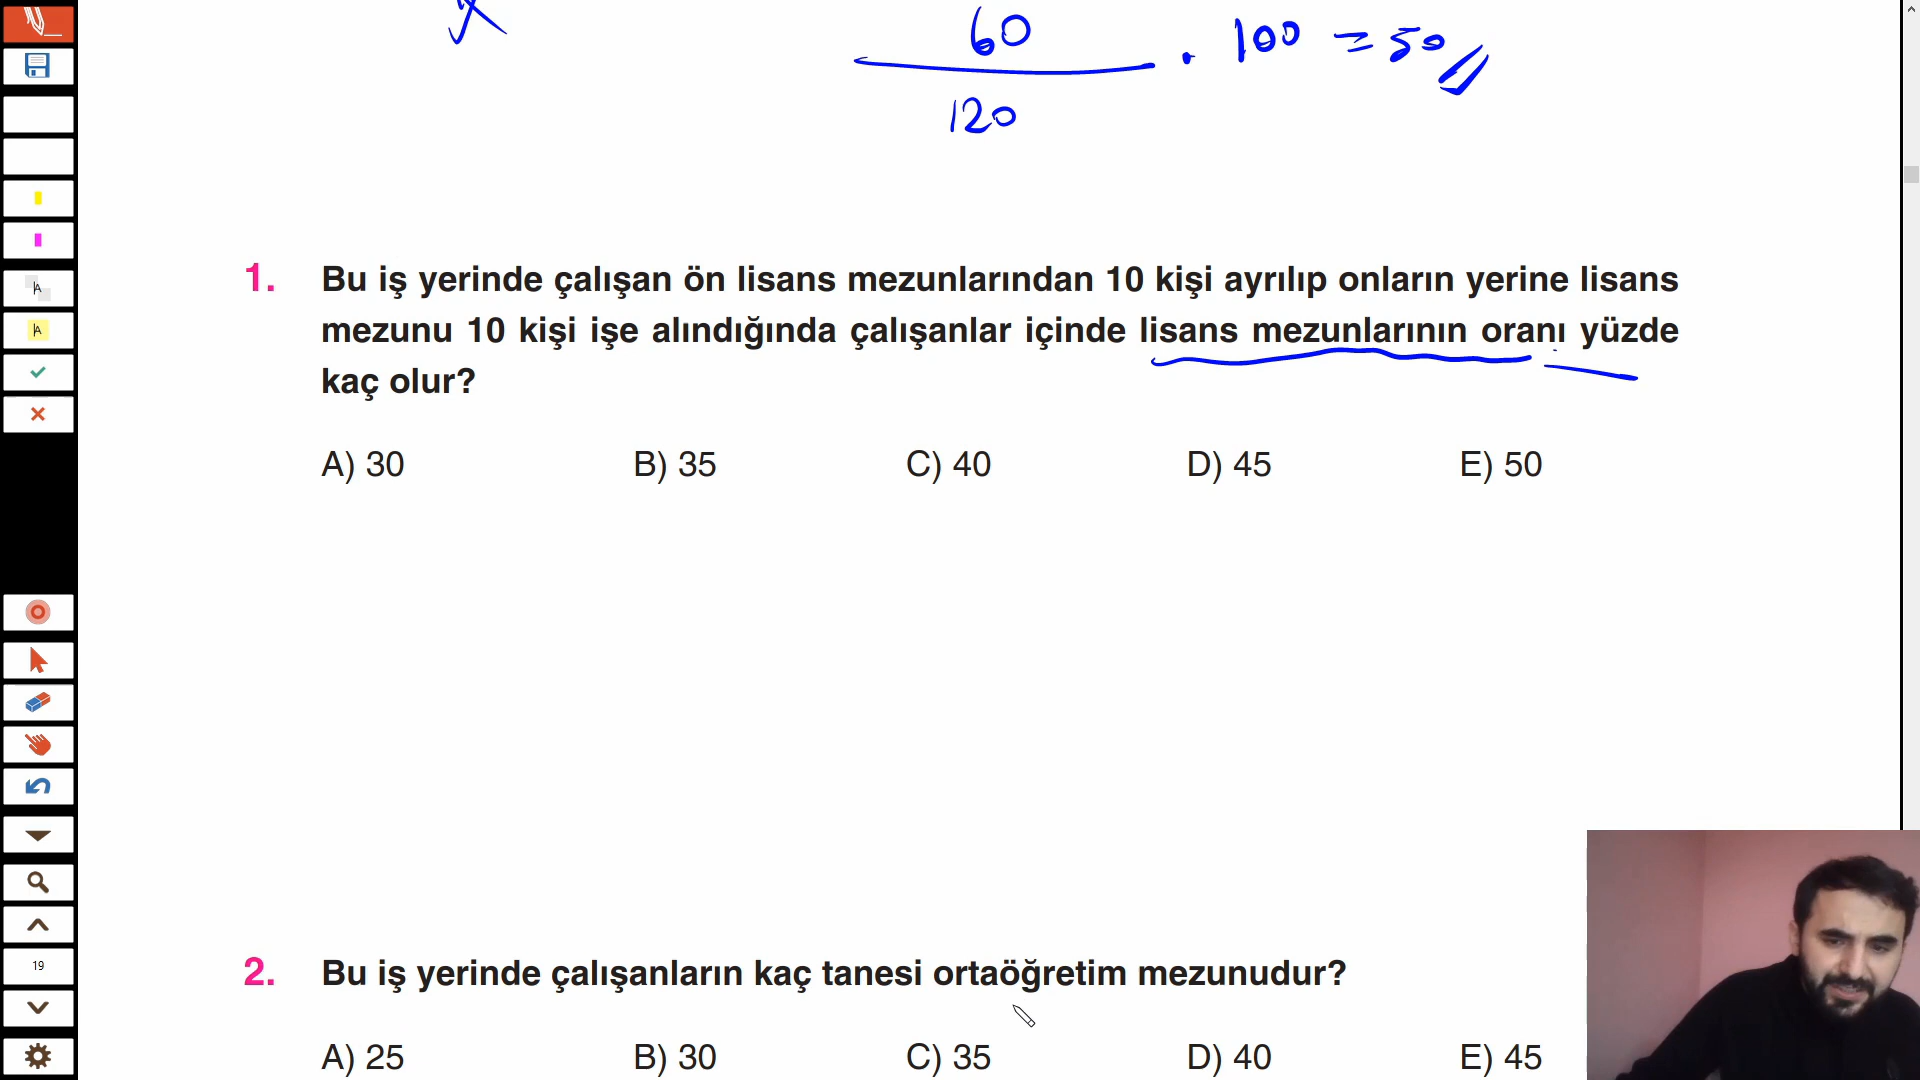 60
120
. 100 = 50
1. Bu iş yerinde çalışan ön lisans mezunlarından 10 kişi ayrılıp onların yerine lisans
mezunu 10 kişi işe alındığında çalışanlar içinde lisans mezunlarının oranı yüzde
kaç olur?
A) 30 B) 35 C) 40 D) 45 E) 50
19
2. Bu iş yerinde çalışanların kaç tanesi ortaöğretim mezunudur?
A) 25 B) 30 C) 35 D) 40 E) 45